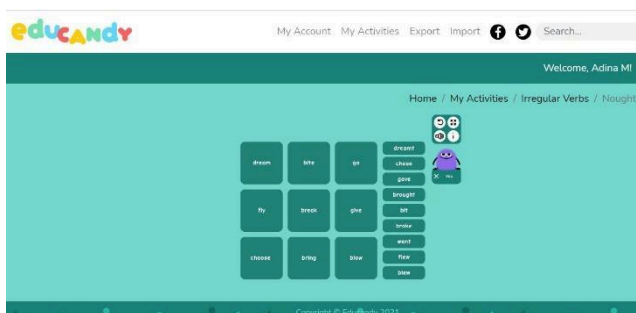 educandy
My Account My Activities Export Import Search...
Welcome, Adina M!
Home / My Activities / Irregular Verbs / Nought
dream bite go
fly break give
choose bring blow
dreamt
chose
gave
brought
bit
broke
went
flew
blew
You
Copyright © Educandy 2021